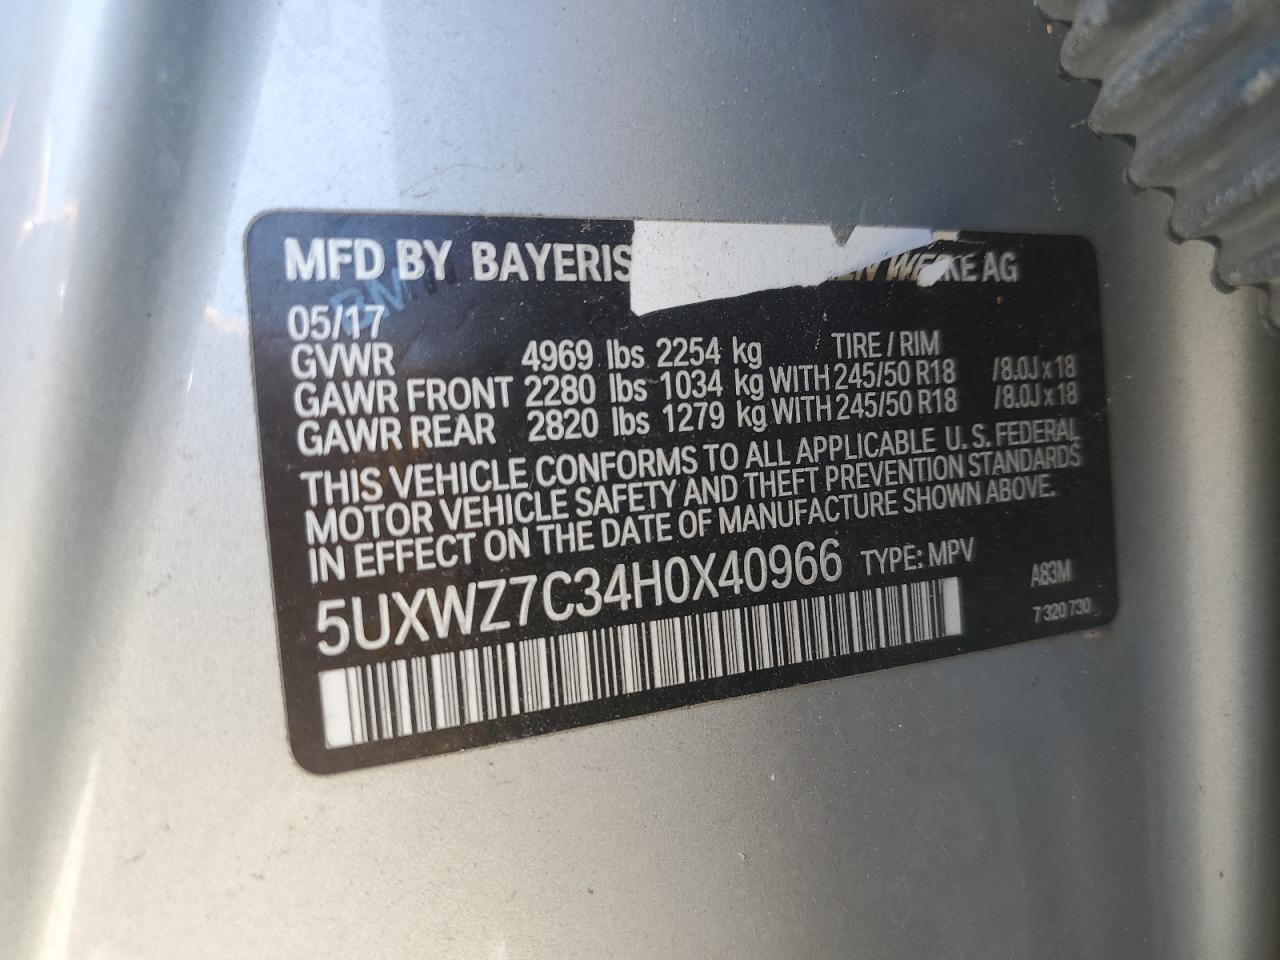 MFD BY BAYERIS WERKE AG
05/17
GVWR 4969 lbs 2254 kg TIRE / RIM
GAWR FRONT 2280 lbs 1034 kg WITH 245/50 R18 /8.0J x 18
GAWR REAR 2820 lbs 1279 kg WITH 245/50 R18 /8.0J x 18
THIS VEHICLE CONFORMS TO ALL APPLICABLE U.S. FEDERAL
MOTOR VEHICLE SAFETY AND THEFT PREVENTION STANDARDS
IN EFFECT ON THE DATE OF MANUFACTURE SHOWN ABOVE.
5UXWZ7C34H0X40966 TYPE: MPV
A83M
7 320 730